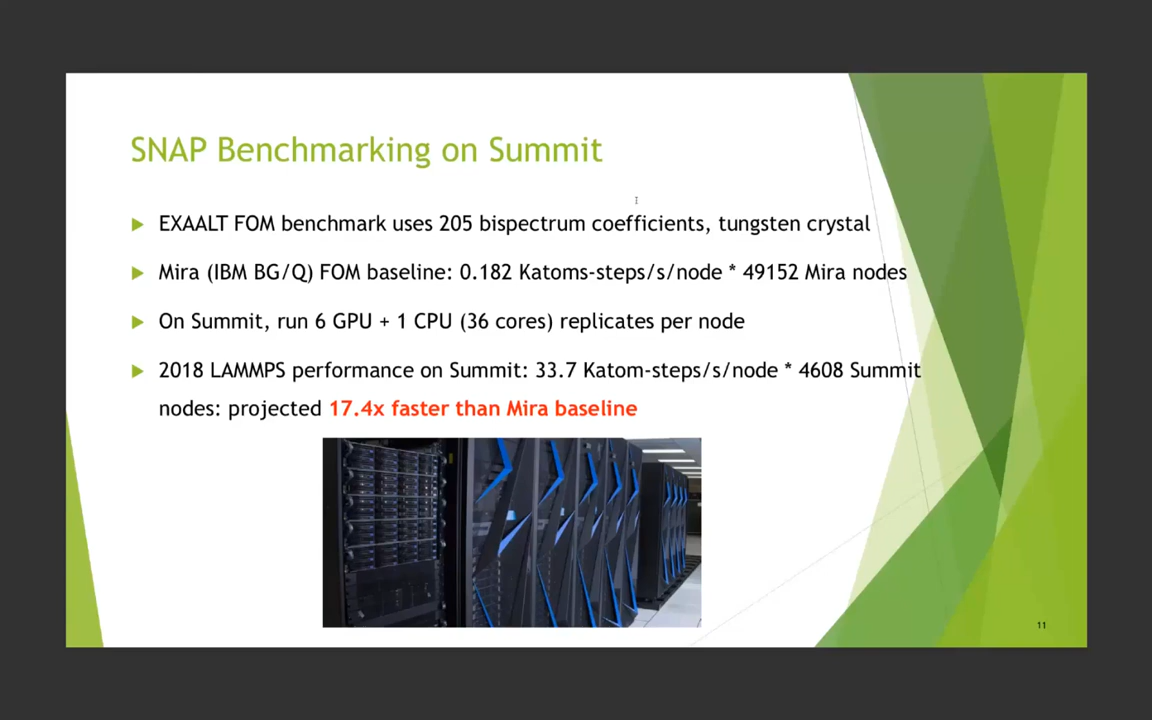 SNAP Benchmarking on Summit
EXAALT FOM benchmark uses 205 bispectrum coefficients, tungsten crystal
Mira (IBM BG/Q) FOM baseline: 0.182 Katoms-steps/s/node * 49152 Mira nodes
On Summit, run 6 GPU + 1 CPU (36 cores) replicates per node
2018 LAMMPS performance on Summit: 33.7 Katom-steps/s/node * 4608 Summit
nodes: projected 17.4x faster than Mira baseline
11